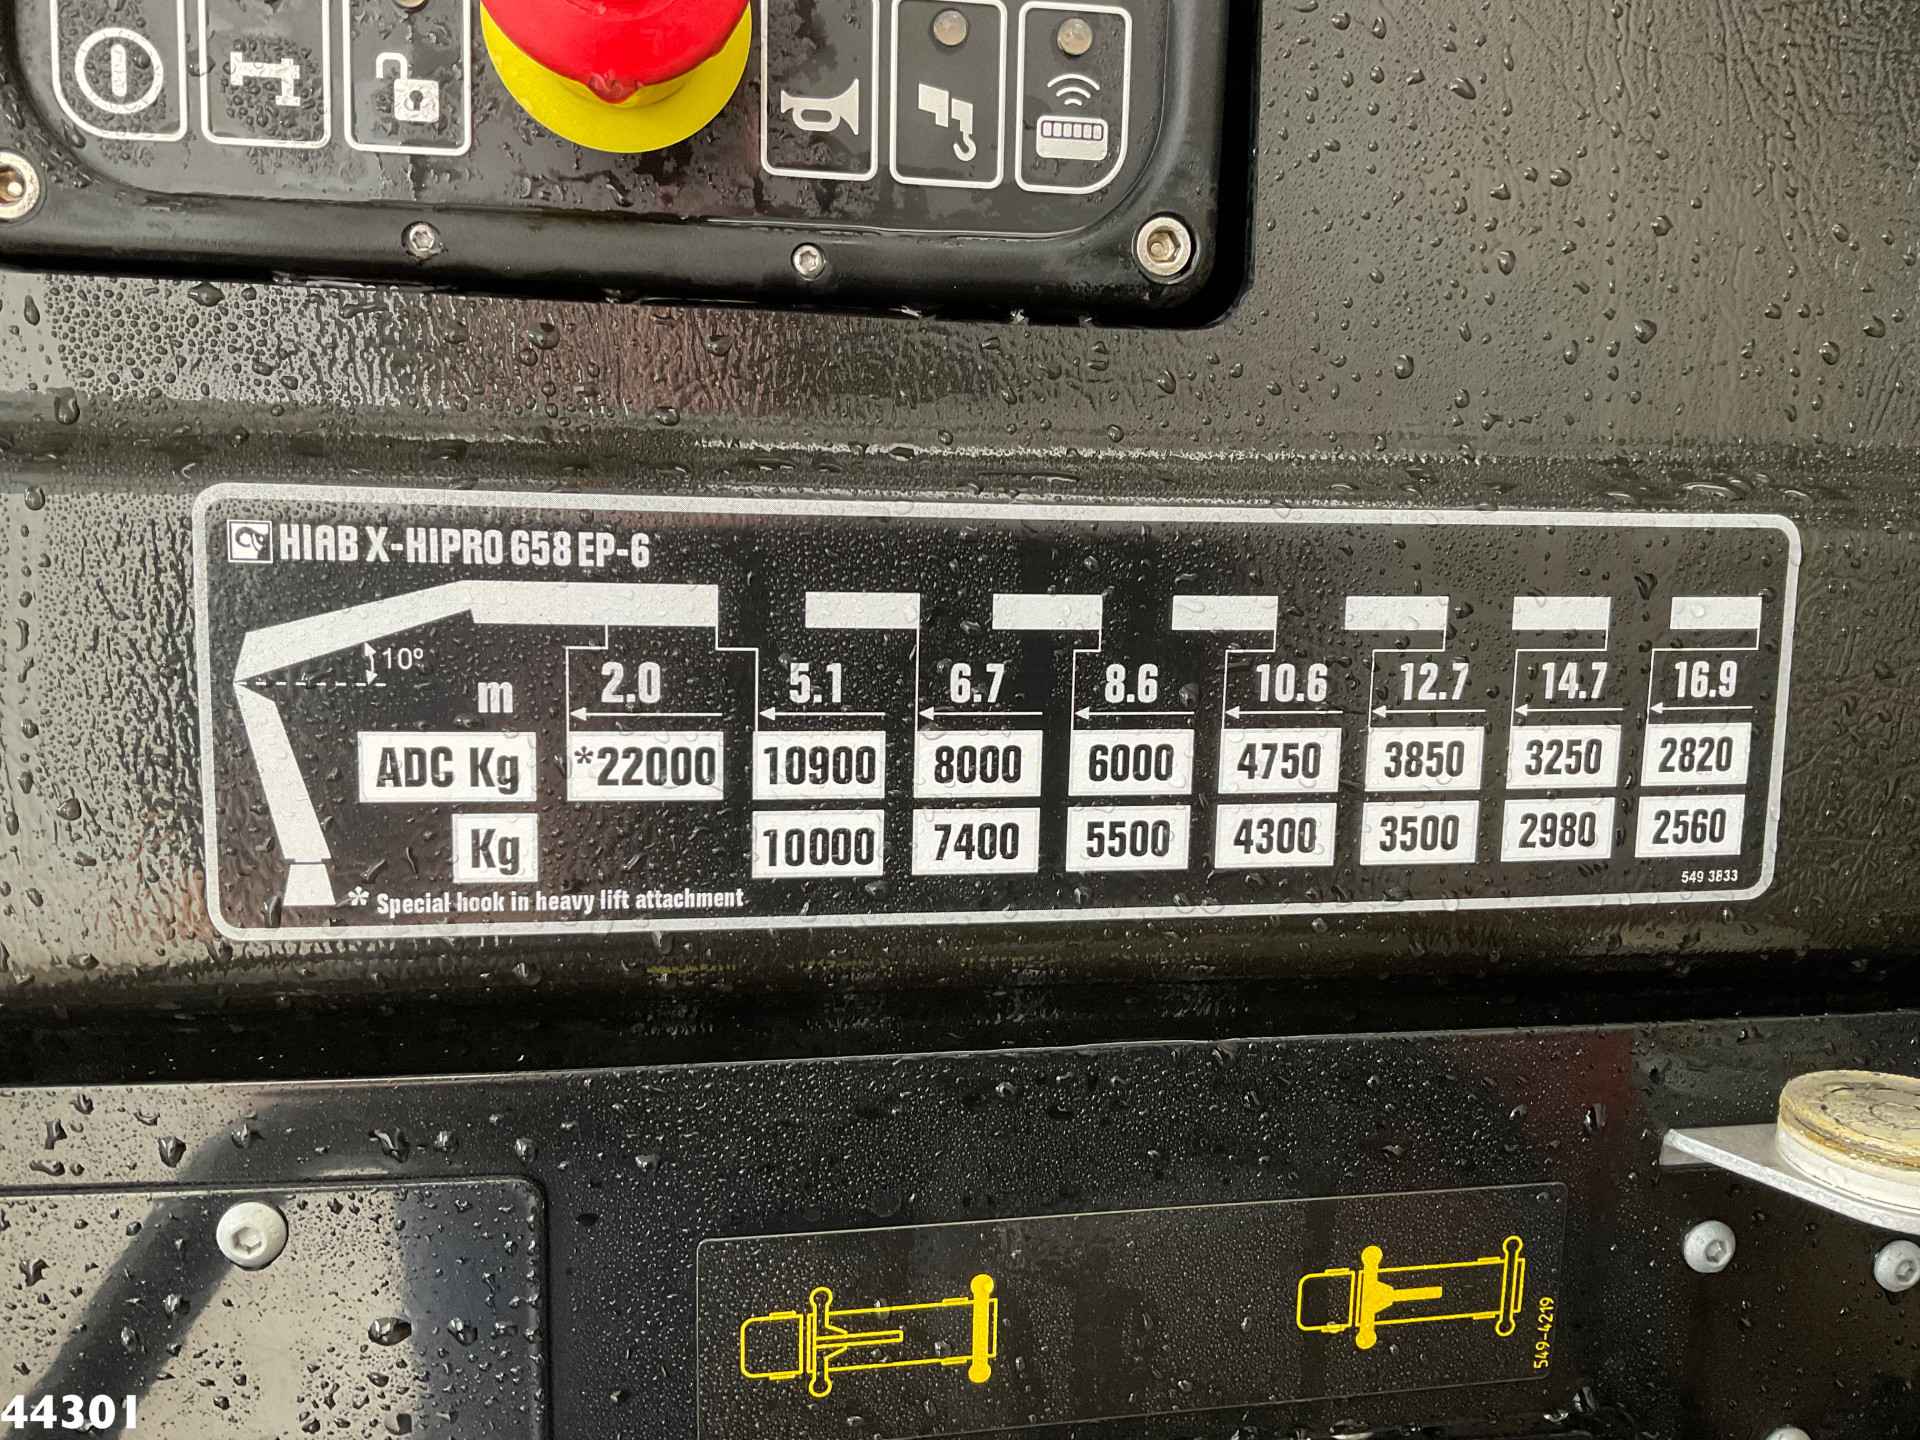 HIAB X-HIPRO 658 EP-6
10°
m 2.0 5.1 6.7 8.6 10.6 12.7 14.7 16.9
ADC Kg *22000 10900 8000 6000 4750 3850 3250 2820
Kg 10000 7400 5500 4300 3500 2980 2560
* Special hook in heavy lift attachment
549 3833
549-4219
44301